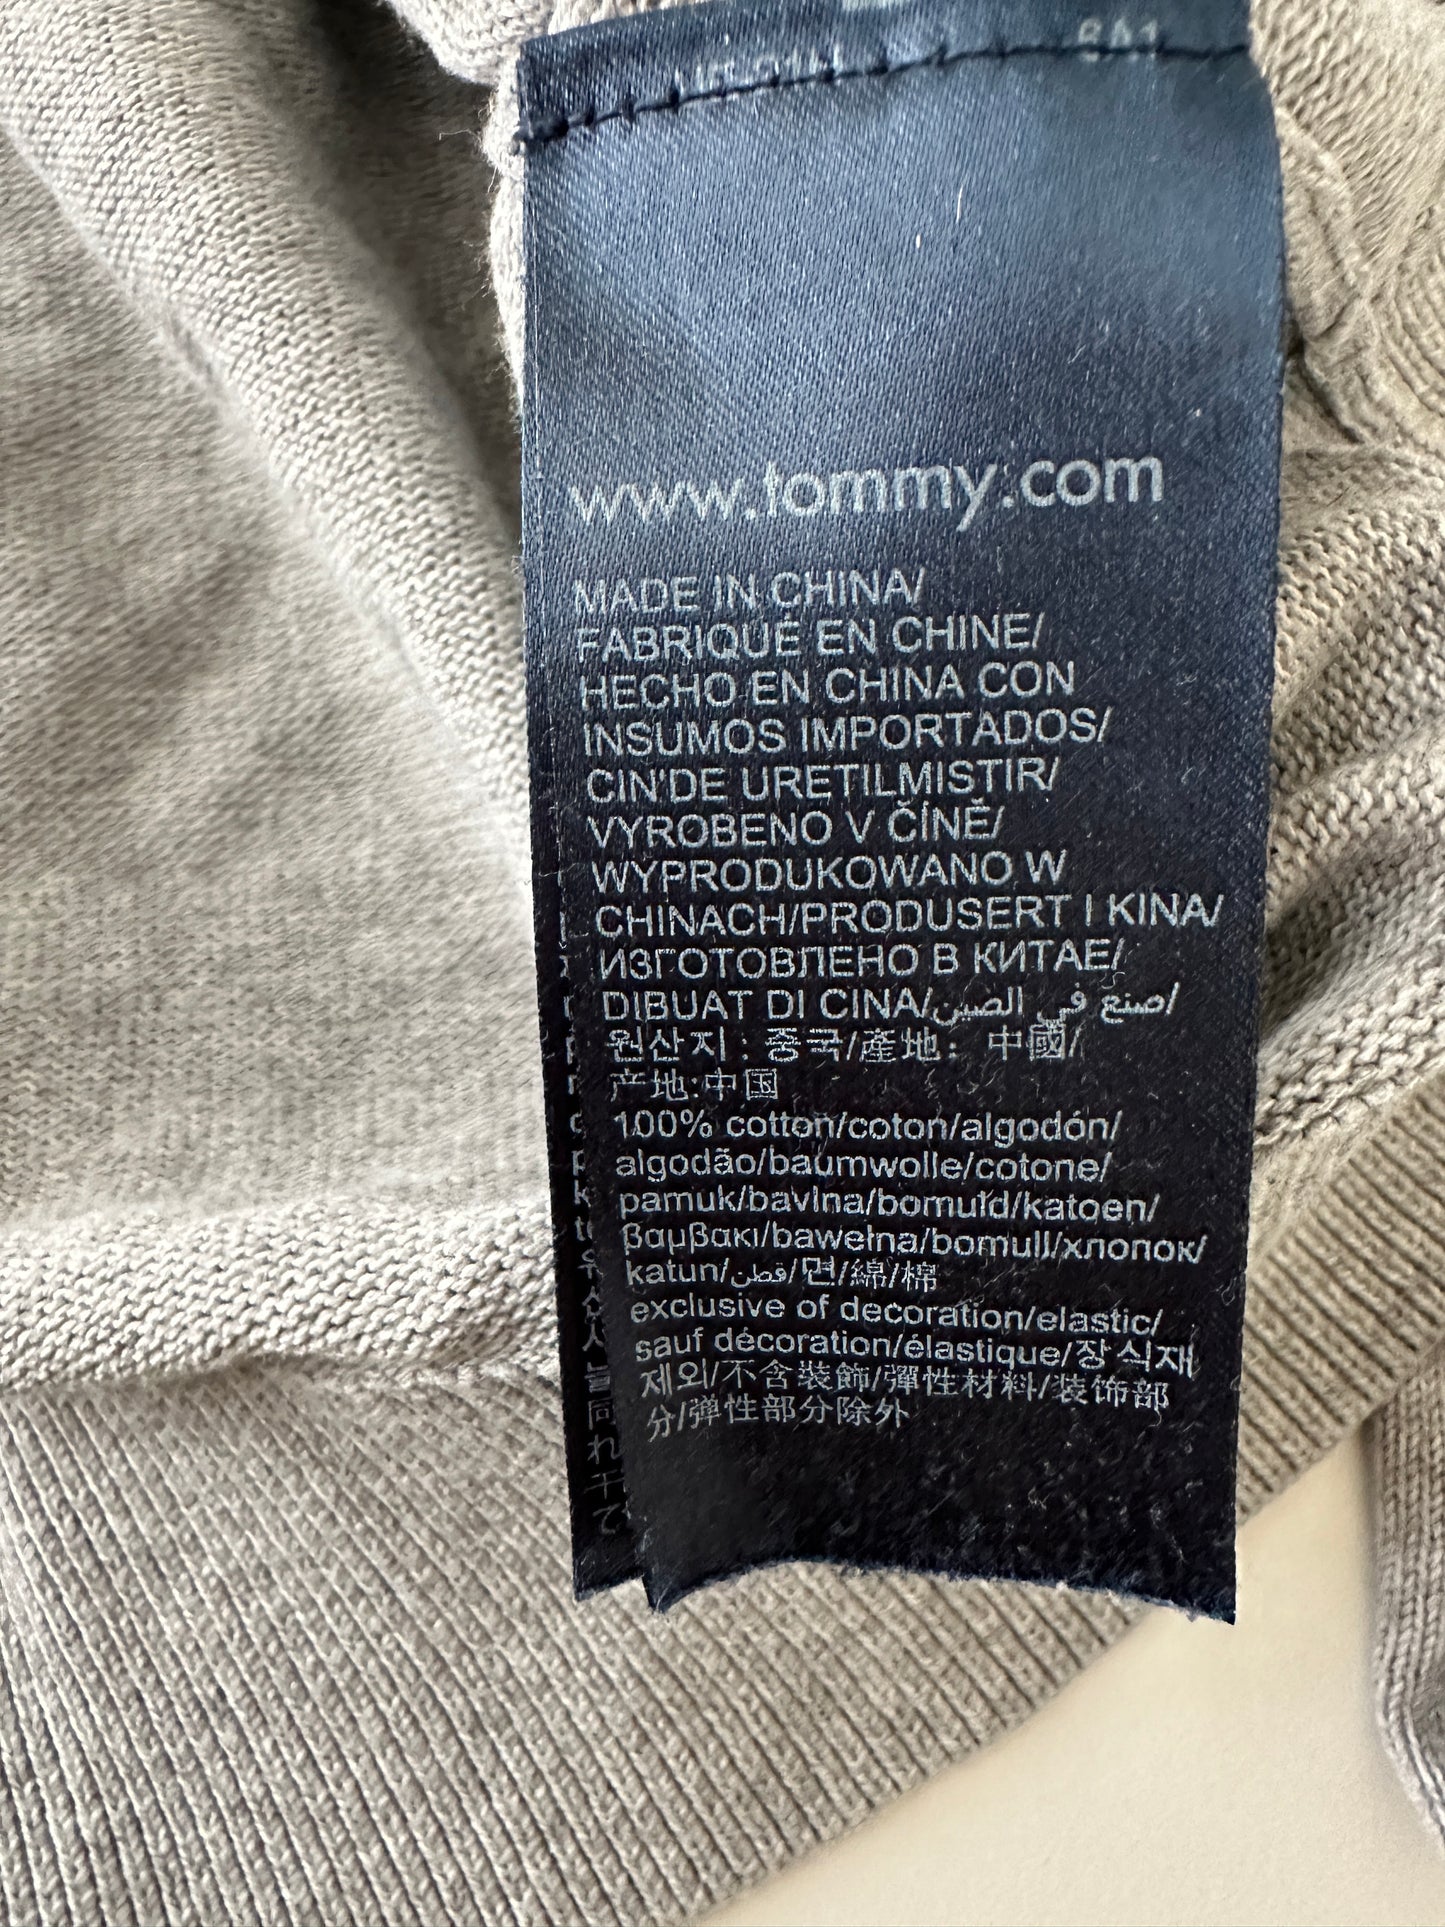 www.tommy.com
MADE IN CHINA/
FABRIQUÉ EN CHINE/
HECHO EN CHINA CON
INSUMOS IMPORTADOS/
CIN'DE URETILMISTIR/
VYROBENO V ČÍNĚ/
WYPRODUKOWANO W
CHINACH/PRODUSERT I KINA/
ИЗГОТОВЛЕНО В КИТАЕ/
DIBUAT DI CINA/صنع في الصين/
원산지: 중국/産地: 中國/
产地:中国
100% cotton/coton/algodón/
algodão/baumwolle/cotone/
pamuk/bavlna/bomuld/katoen/
βαμβακι/bawełna/bomull/хлопок/
katun/قطن/면/綿/棉
exclusive of decoration/elastic/
sauf décoration/élastique/장식재
제외/不含裝飾/彈性材料/装饰部
分/弹性部分除外